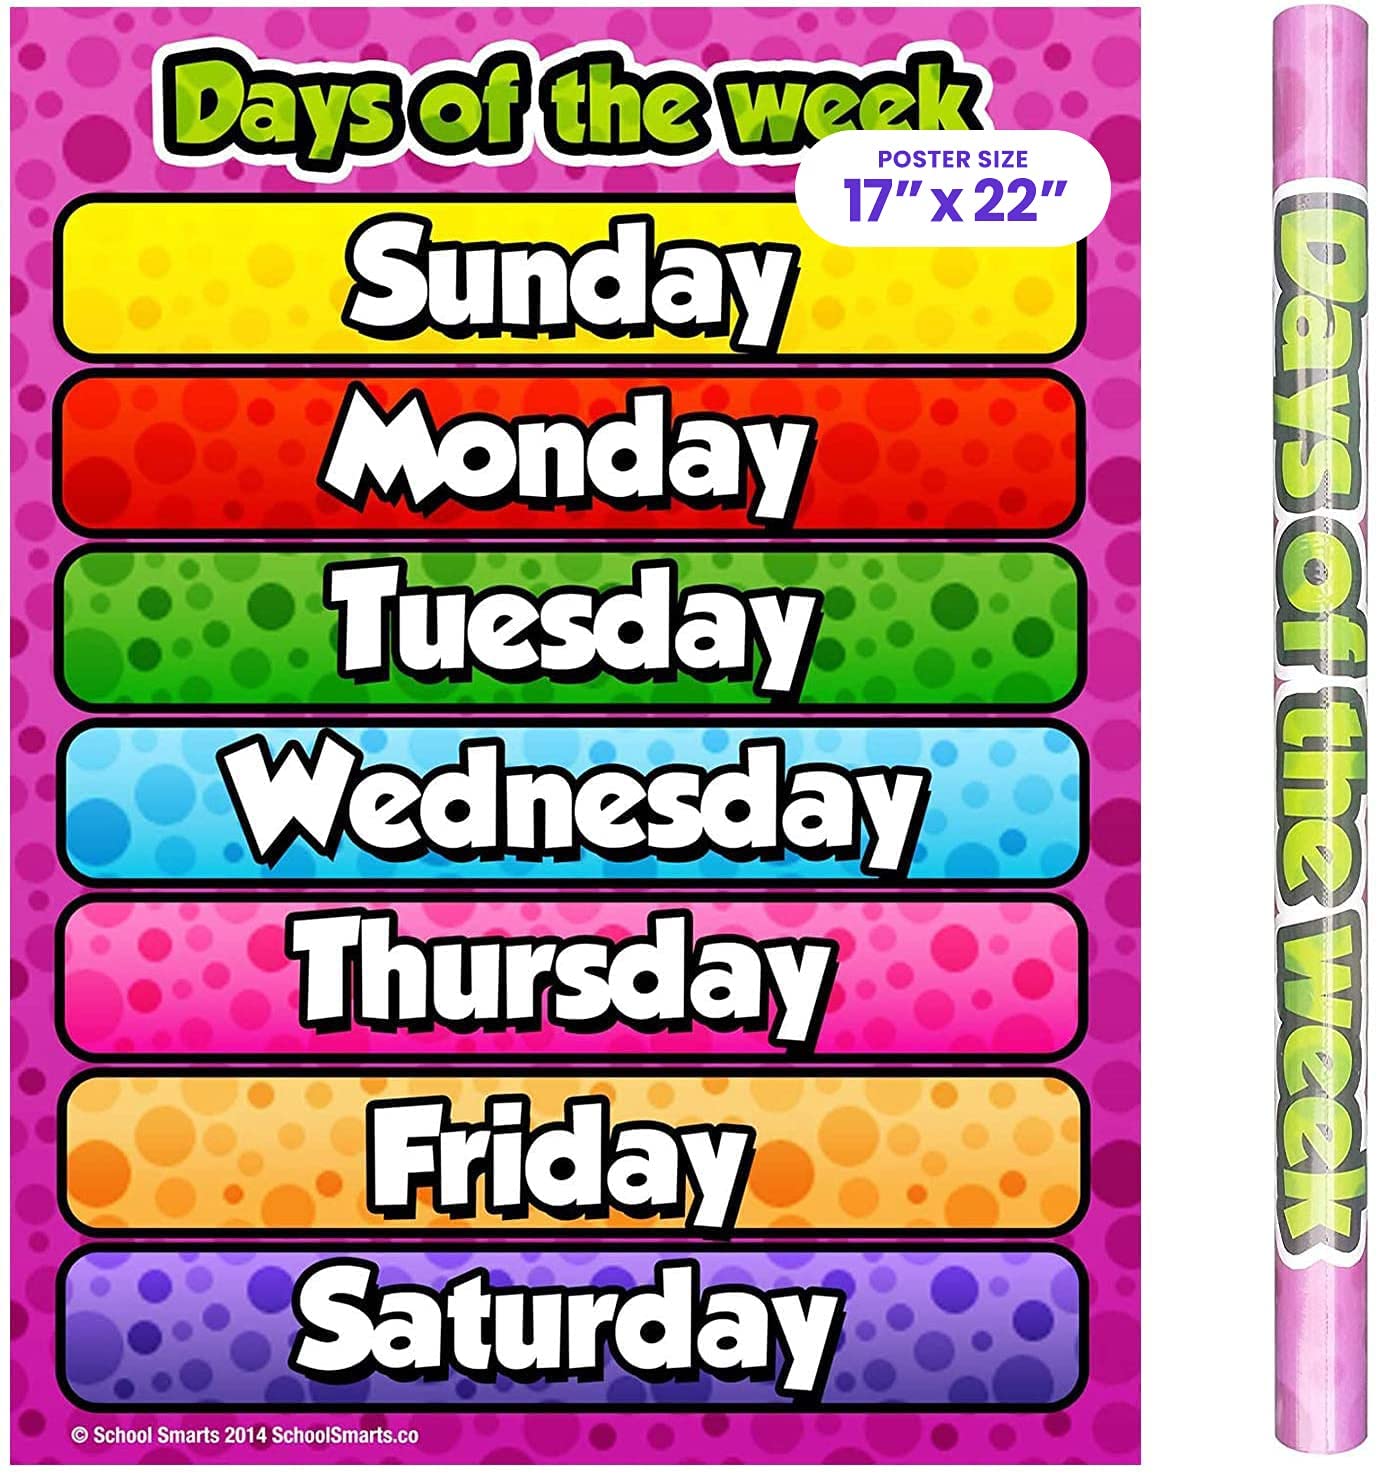 Days of the week
POSTER SIZE
17” x 22”
Sunday
Monday
Tuesday
Wednesday
Thursday
Friday
Saturday
© School Smarts 2014 SchoolSmarts.co
Days of the week